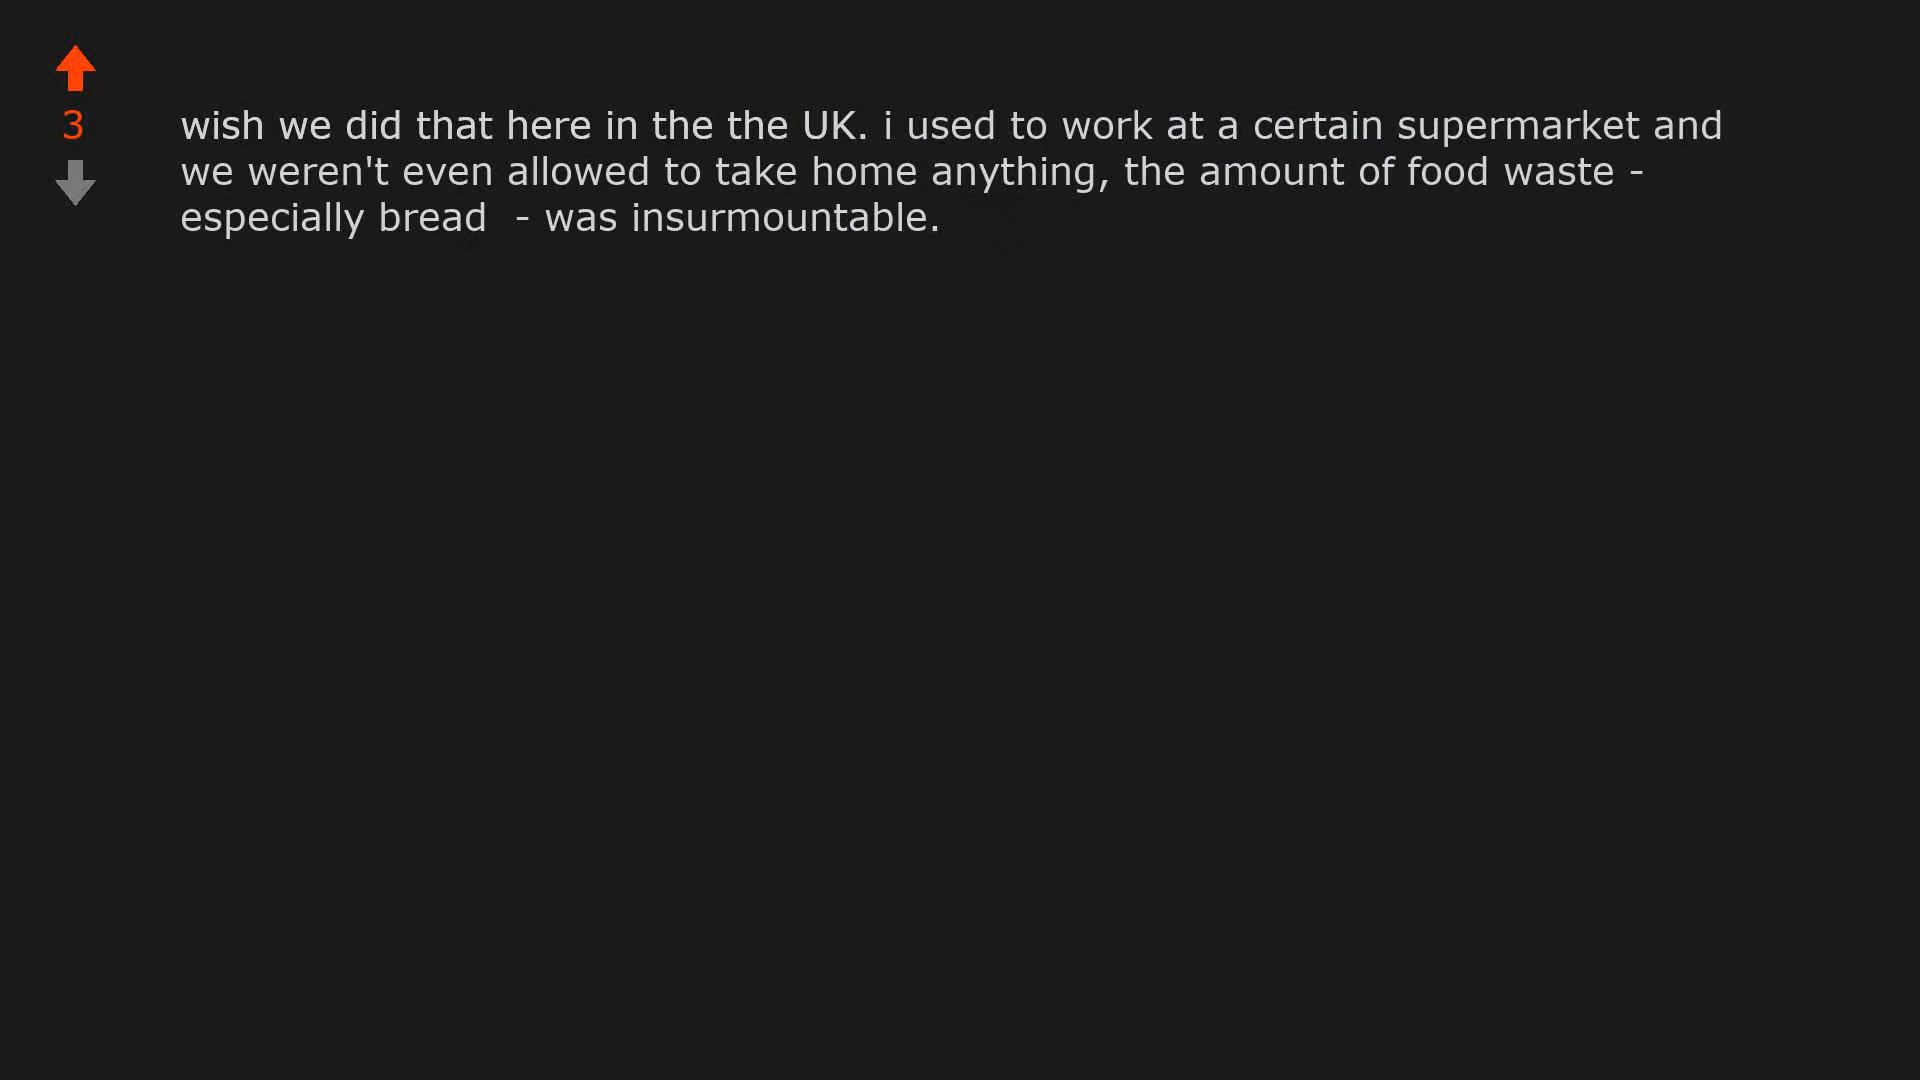 3
wish we did that here in the the UK. i used to work at a certain supermarket and
we weren't even allowed to take home anything, the amount of food waste -
especially bread  - was insurmountable.